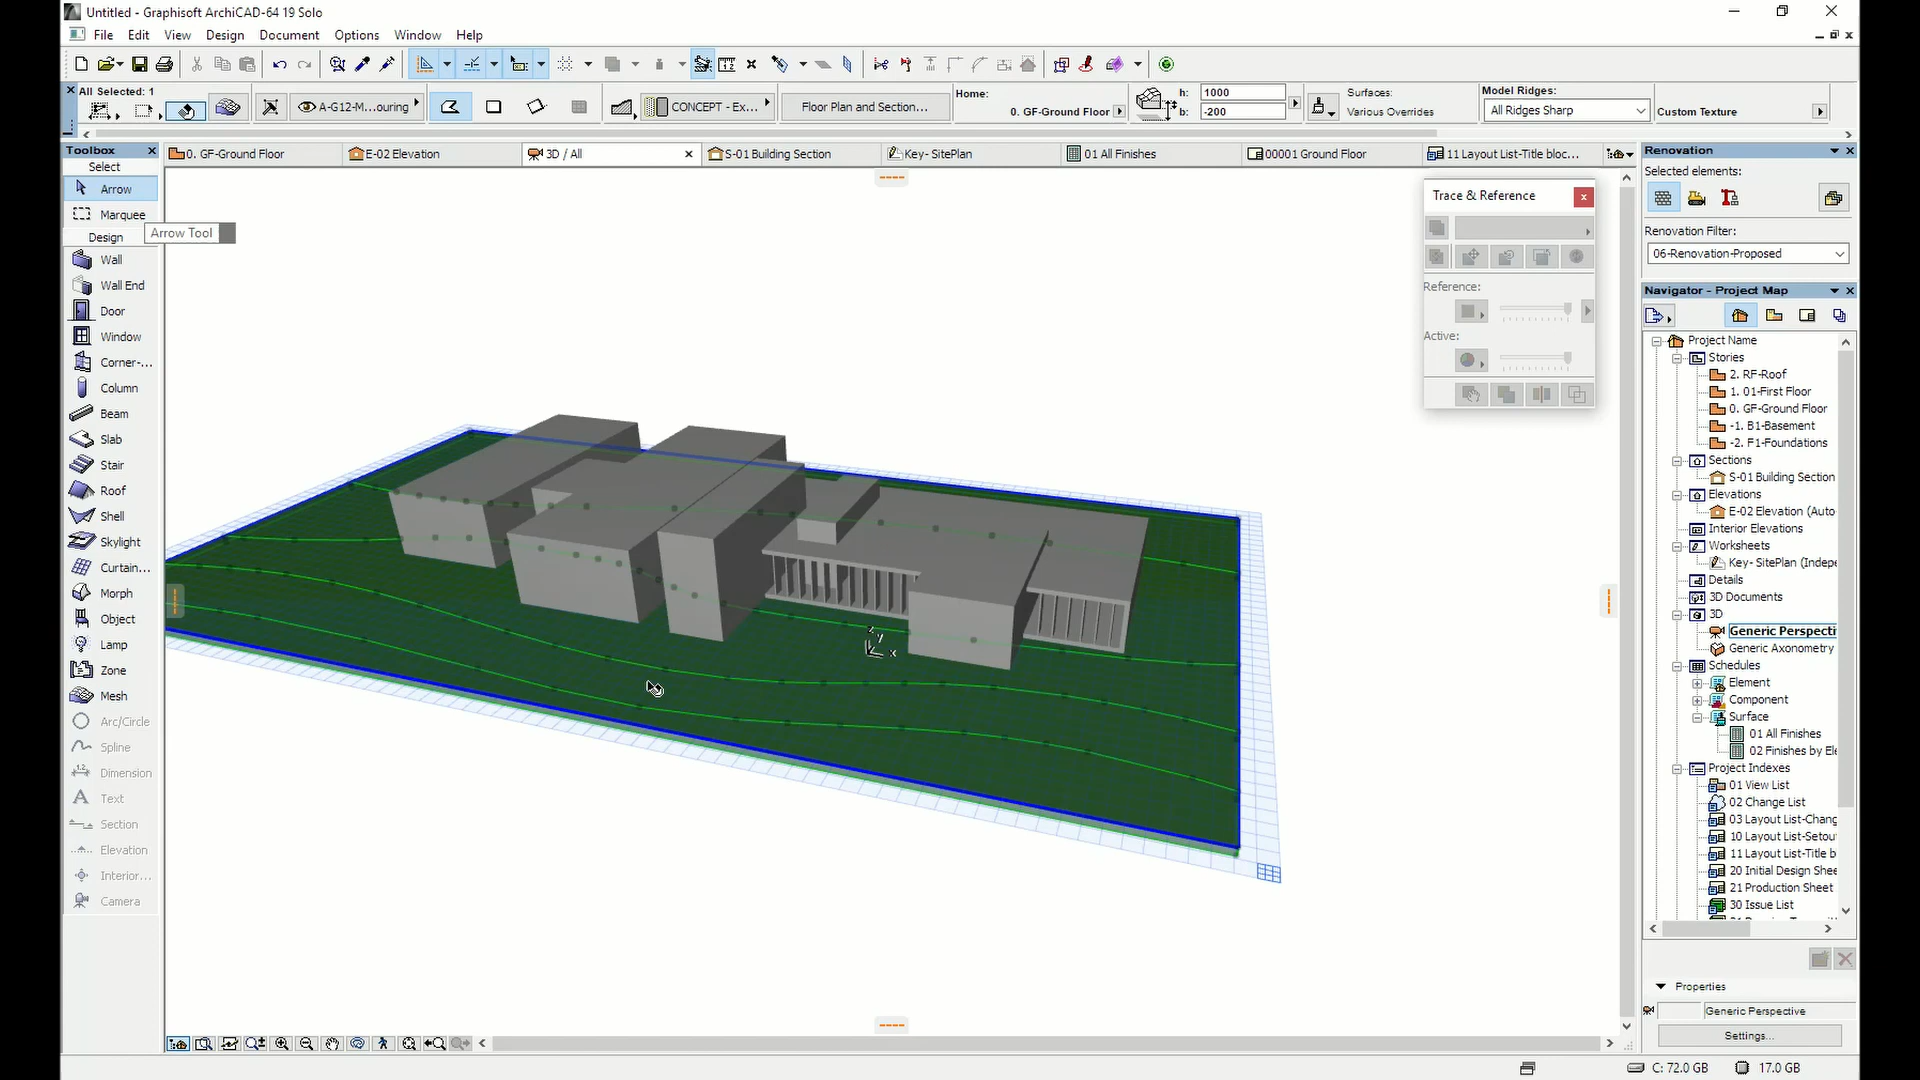 Untitled - Graphisoft ArchiCAD-64 19 Solo
File Edit View Design Document Options Window Help
All Selected: 1
A-G12-M...ouring
CONCEPT - Ex...
Floor Plan and Section...
Home:
0. GF-Ground Floor
h: 1000
b: -200
Surfaces:
Various Overrides
Model Ridges:
All Ridges Sharp
Custom Texture
Toolbox
Select
Arrow
Marquee
Arrow Tool
Design
Wall
Wall End
Door
Window
Corner-...
Column
Beam
Slab
Stair
Roof
Shell
Skylight
Curtain...
Morph
Object
Lamp
Zone
Mesh
Arc/Circle
Spline
Dimension
Text
Section
Elevation
Interior...
Camera
0. GF-Ground Floor
E-02 Elevation
3D / All
S-01 Building Section
Key- SitePlan
01 All Finishes
00001 Ground Floor
11 Layout List-Title bloc...
Trace & Reference
Reference:
Active:
z
y
x
Renovation
Selected elements:
Renovation Filter:
06-Renovation-Proposed
Navigator - Project Map
Project Name
Stories
2. RF-Roof
1. 01-First Floor
0. GF-Ground Floor
-1. B1-Basement
-2. F1-Foundations
Sections
S-01 Building Section
Elevations
E-02 Elevation (Auto
Interior Elevations
Worksheets
Key- SitePlan (Indepe
Details
3D Documents
3D
Generic Perspecti
Generic Axonometry
Schedules
Element
Component
Surface
01 All Finishes
02 Finishes by Ele
Project Indexes
01 View List
02 Change List
03 Layout List-Chang
10 Layout List-Setou
11 Layout List-Title b
20 Initial Design Shee
21 Production Sheet
30 Issue List
Properties
Generic Perspective
Settings...
C: 72.0 GB
17.0 GB